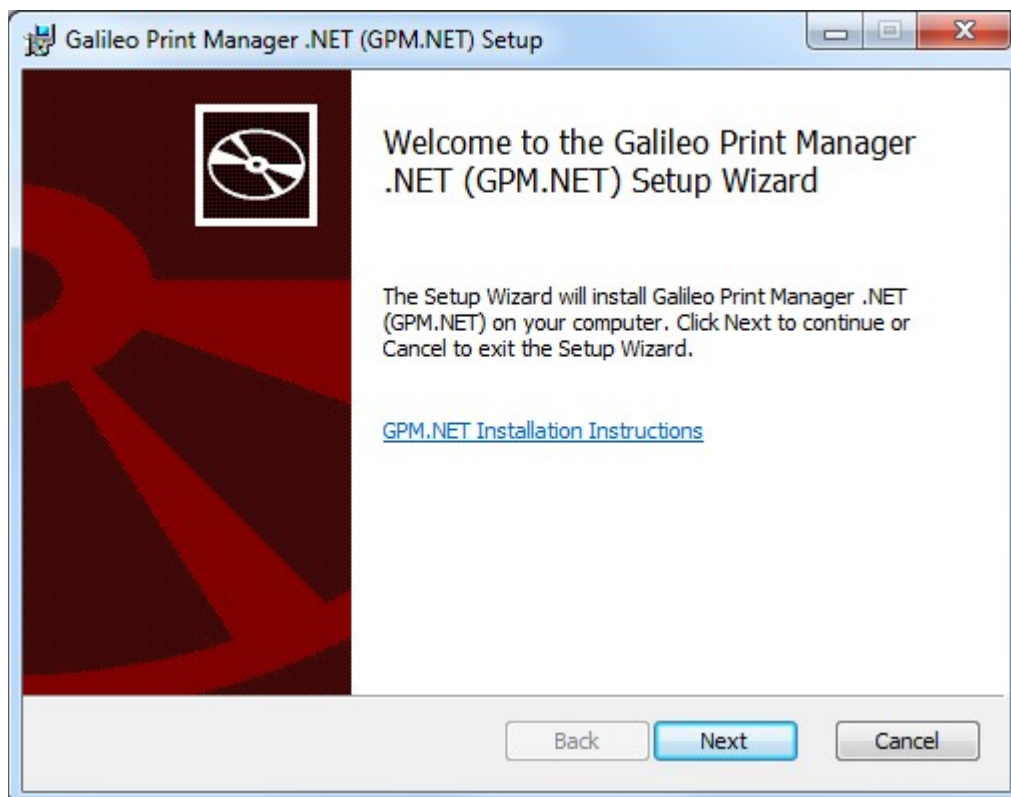 Galileo Print Manager .NET (GPM.NET) Setup
Welcome to the Galileo Print Manager
.NET (GPM.NET) Setup Wizard
The Setup Wizard will install Galileo Print Manager .NET
(GPM.NET) on your computer. Click Next to continue or
Cancel to exit the Setup Wizard.
GPM.NET Installation Instructions
Back Next Cancel